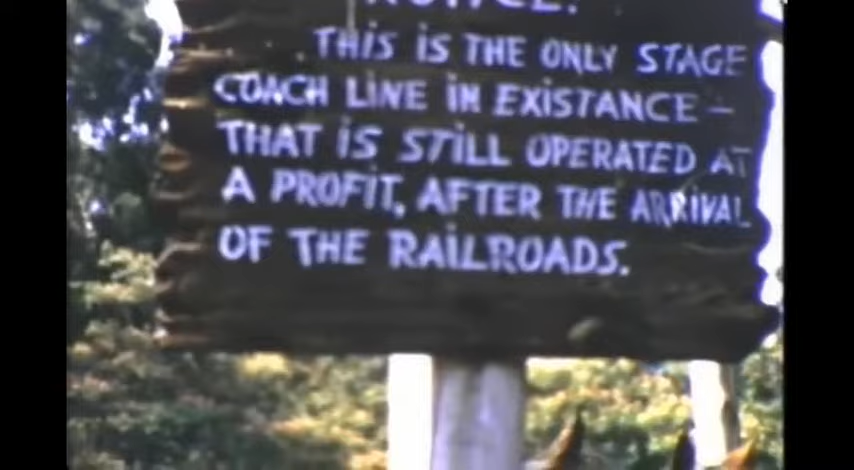 NOTICE!
THIS IS THE ONLY STAGE
COACH LINE IN EXISTANCE —
THAT IS STILL OPERATED AT
A PROFIT, AFTER THE ARRIVAL
OF THE RAILROADS.